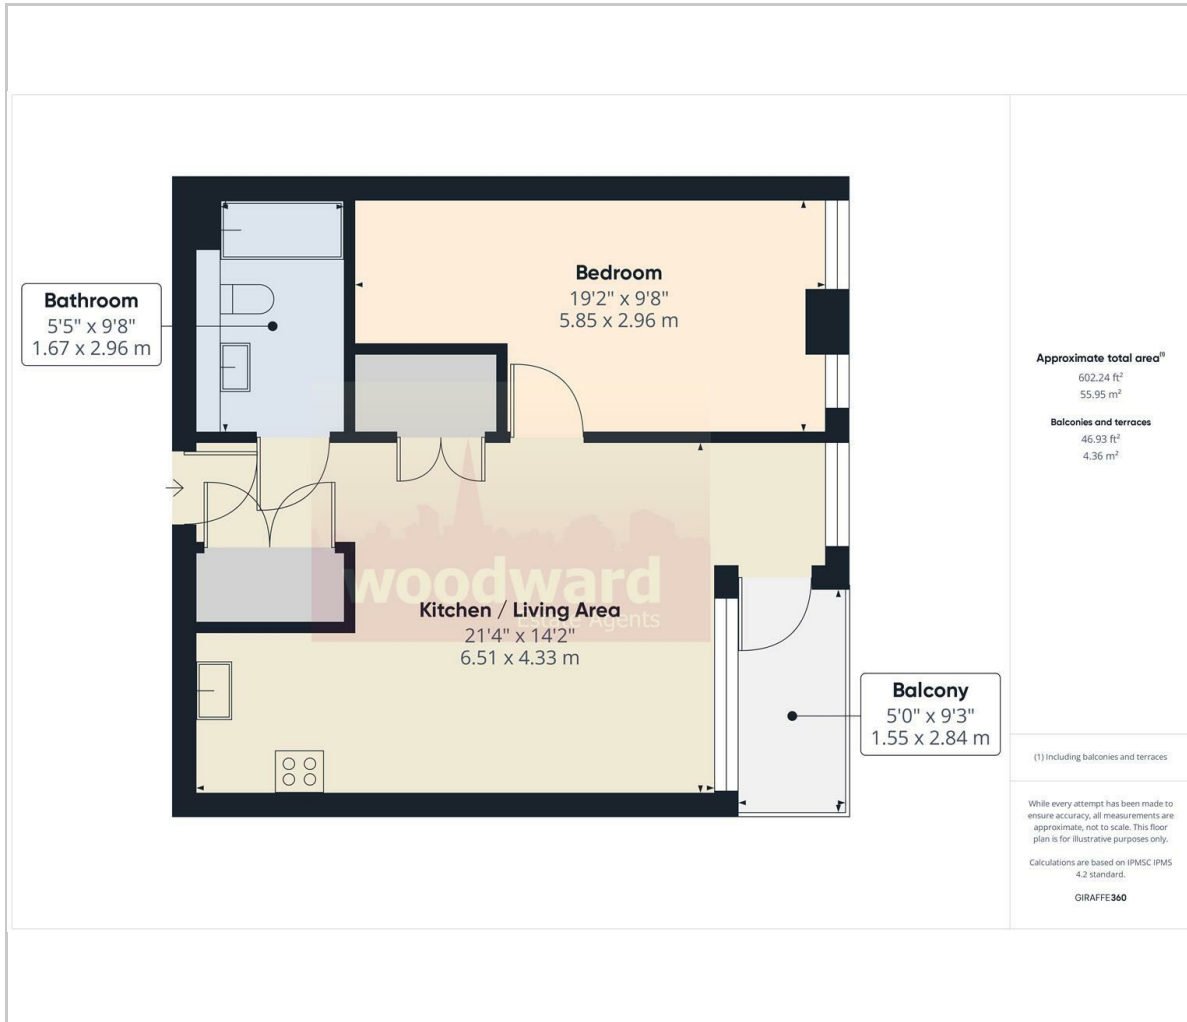 Bathroom
5'5" x 9'8"
1.67 x 2.96 m
Bedroom
19'2" x 9'8"
5.85 x 2.96 m
woodward
Estate Agents
Kitchen / Living Area
21'4" x 14'2"
6.51 x 4.33 m
Balcony
5'0" x 9'3"
1.55 x 2.84 m
Approximate total area⁽¹⁾
602.24 ft²
55.95 m²
Balconies and terraces
46.93 ft²
4.36 m²
(1) Including balconies and terraces
While every attempt has been made to
ensure accuracy, all measurements are
approximate, not to scale. This floor
plan is for illustrative purposes only.
Calculations are based on IPMSC IPMS
4.2 standard.
GIRAFFE360